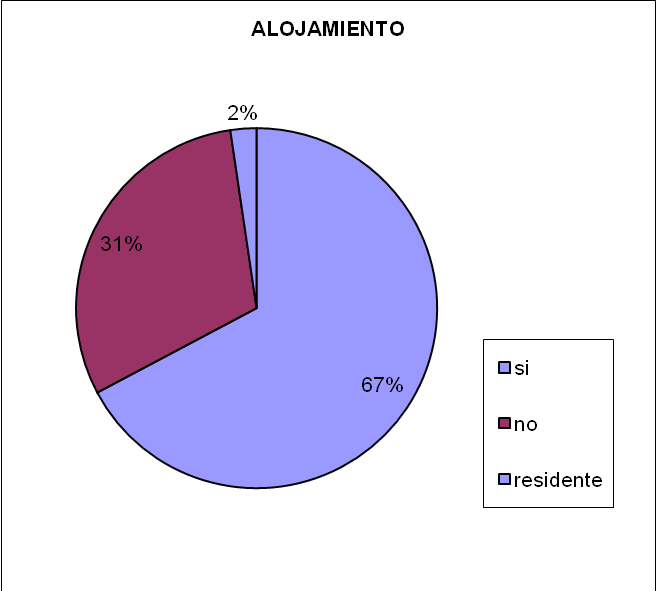 ALOJAMIENTO
2%
31%
67%
si
no
residente